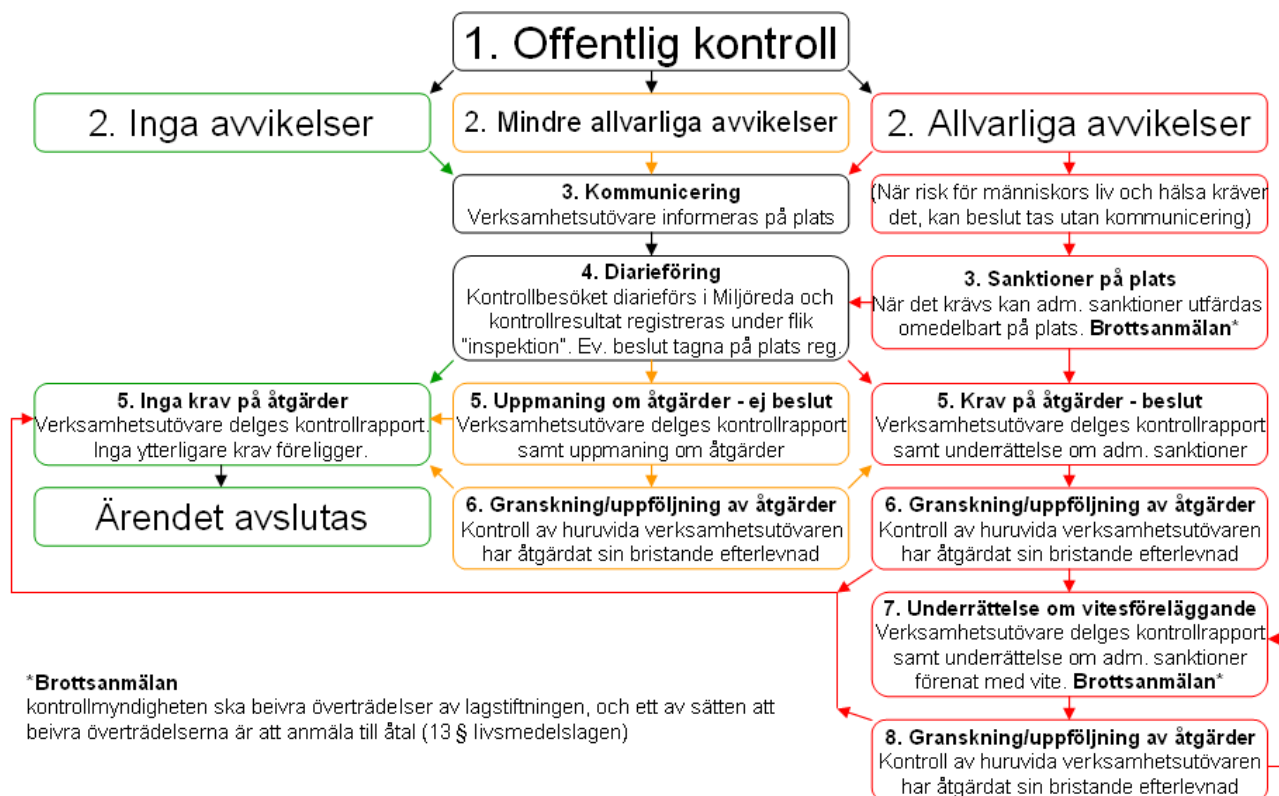 1. Offentlig kontroll
2. Inga avvikelser
2. Mindre allvarliga avvikelser
2. Allvarliga avvikelser
3. Kommunicering
Verksamhetsutövare informeras på plats
(När risk för människors liv och hälsa kräver
det, kan beslut tas utan kommunicering)
4. Diarieföring
Kontrollbesöket diarieförs i Miljöreda och
kontrollresultat registreras under flik
"inspektion". Ev. beslut tagna på plats reg.
3. Sanktioner på plats
När det krävs kan adm. sanktioner utfärdas
omedelbart på plats. Brottsanmälan*
5. Inga krav på åtgärder
Verksamhetsutövare delges kontrollrapport.
Inga ytterligare krav föreligger.
5. Uppmaning om åtgärder - ej beslut
Verksamhetsutövare delges kontrollrapport
samt uppmaning om åtgärder
5. Krav på åtgärder - beslut
Verksamhetsutövare delges kontrollrapport
samt underrättelse om adm. sanktioner
Ärendet avslutas
6. Granskning/uppföljning av åtgärder
Kontroll av huruvida verksamhetsutövaren
har åtgärdat sin bristande efterlevnad
6. Granskning/uppföljning av åtgärder
Kontroll av huruvida verksamhetsutövaren
har åtgärdat sin bristande efterlevnad
7. Underrättelse om vitesföreläggande
Verksamhetsutövare delges kontrollrapport
samt underrättelse om adm. sanktioner
förenat med vite. Brottsanmälan*
*Brottsanmälan
kontrollmyndigheten ska beivra överträdelser av lagstiftningen, och ett av sätten att
beivra överträdelserna är att anmäla till åtal (13 § livsmedelslagen)
8. Granskning/uppföljning av åtgärder
Kontroll av huruvida verksamhetsutövaren
har åtgärdat sin bristande efterlevnad